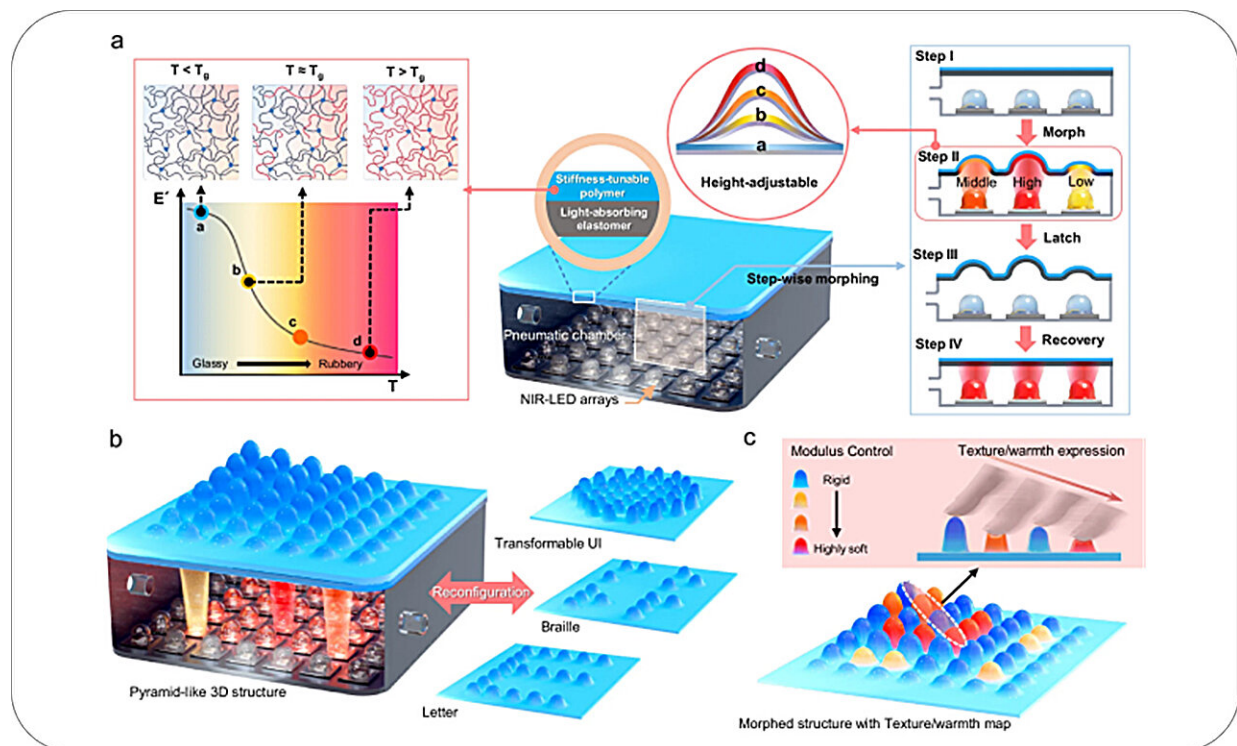 a
T < Tg
T ≈ Tg
T > Tg
E′
a
b
c
d
Glassy
Rubbery
T
Stiffness-tunable
polymer
Light-absorbing
elastomer
d
c
b
a
Height-adjustable
Step-wise morphing
Pneumatic chamber
NIR-LED arrays
Step I
Morph
Step II
Middle
High
Low
Latch
Step III
Recovery
Step IV
b
Transformable UI
Reconfiguration
Braille
Pyramid-like 3D structure
Letter
c
Modulus Control
Rigid
Highly soft
Texture/warmth expression
Morphed structure with Texture/warmth map